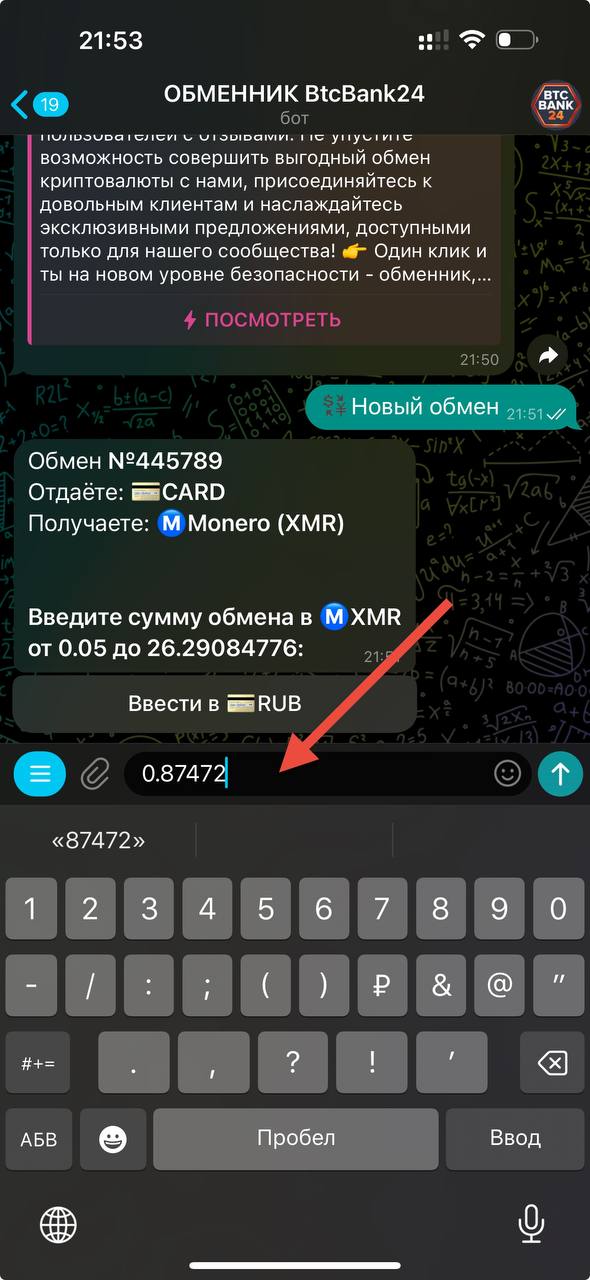 21:53
19
ОБМЕННИК BtcBank24
бот
BTC
BANK
24
пользователей с отзывами. Не упустите
возможность совершить выгодный обмен
криптовалюты с нами, присоединяйтесь к
довольным клиентам и наслаждайтесь
эксклюзивными предложениями, доступными
только для нашего сообщества! 👉 Один клик и
ты на новом уровне безопасности - обменник,...
ПОСМОТРЕТЬ
21:50
Новый обмен 21:51
Обмен №445789
Отдаёте: 💳CARD
Получаете: Ⓜ️Monero (XMR)
Введите сумму обмена в Ⓜ️XMR
от 0.05 до 26.29084776:
Ввести в 💳RUB
0.87472
«87472»
1 2 3 4 5 6 7 8 9 0
- / : ; ( ) ₽ & @ "
#+= . , ? ! ’
АБВ Пробел Ввод